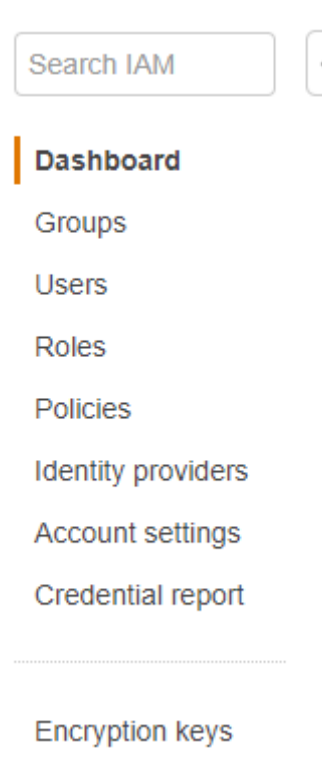 Search IAM
Dashboard
Groups
Users
Roles
Policies
Identity providers
Account settings
Credential report
Encryption keys